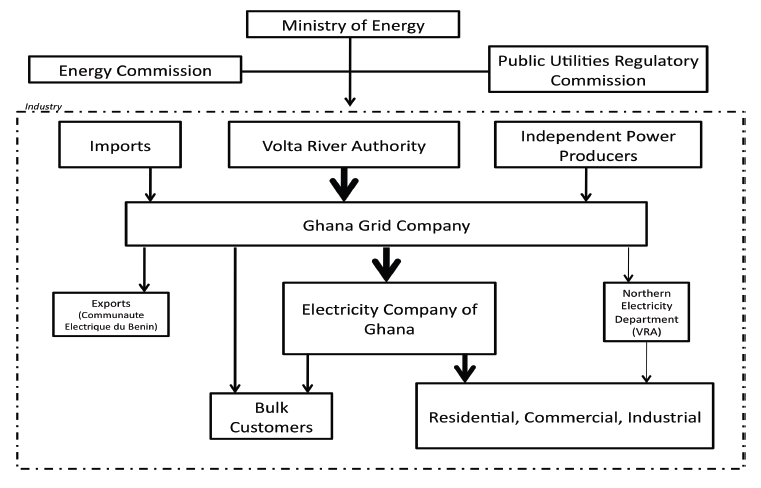 Ministry of Energy
Energy Commission
Public Utilities Regulatory
Commission
Industry
Imports
Volta River Authority
Independent Power
Producers
Ghana Grid Company
Exports
(Communaute
Electrique du Benin)
Electricity Company of
Ghana
Northern
Electricity
Department
(VRA)
Bulk
Customers
Residential, Commercial, Industrial